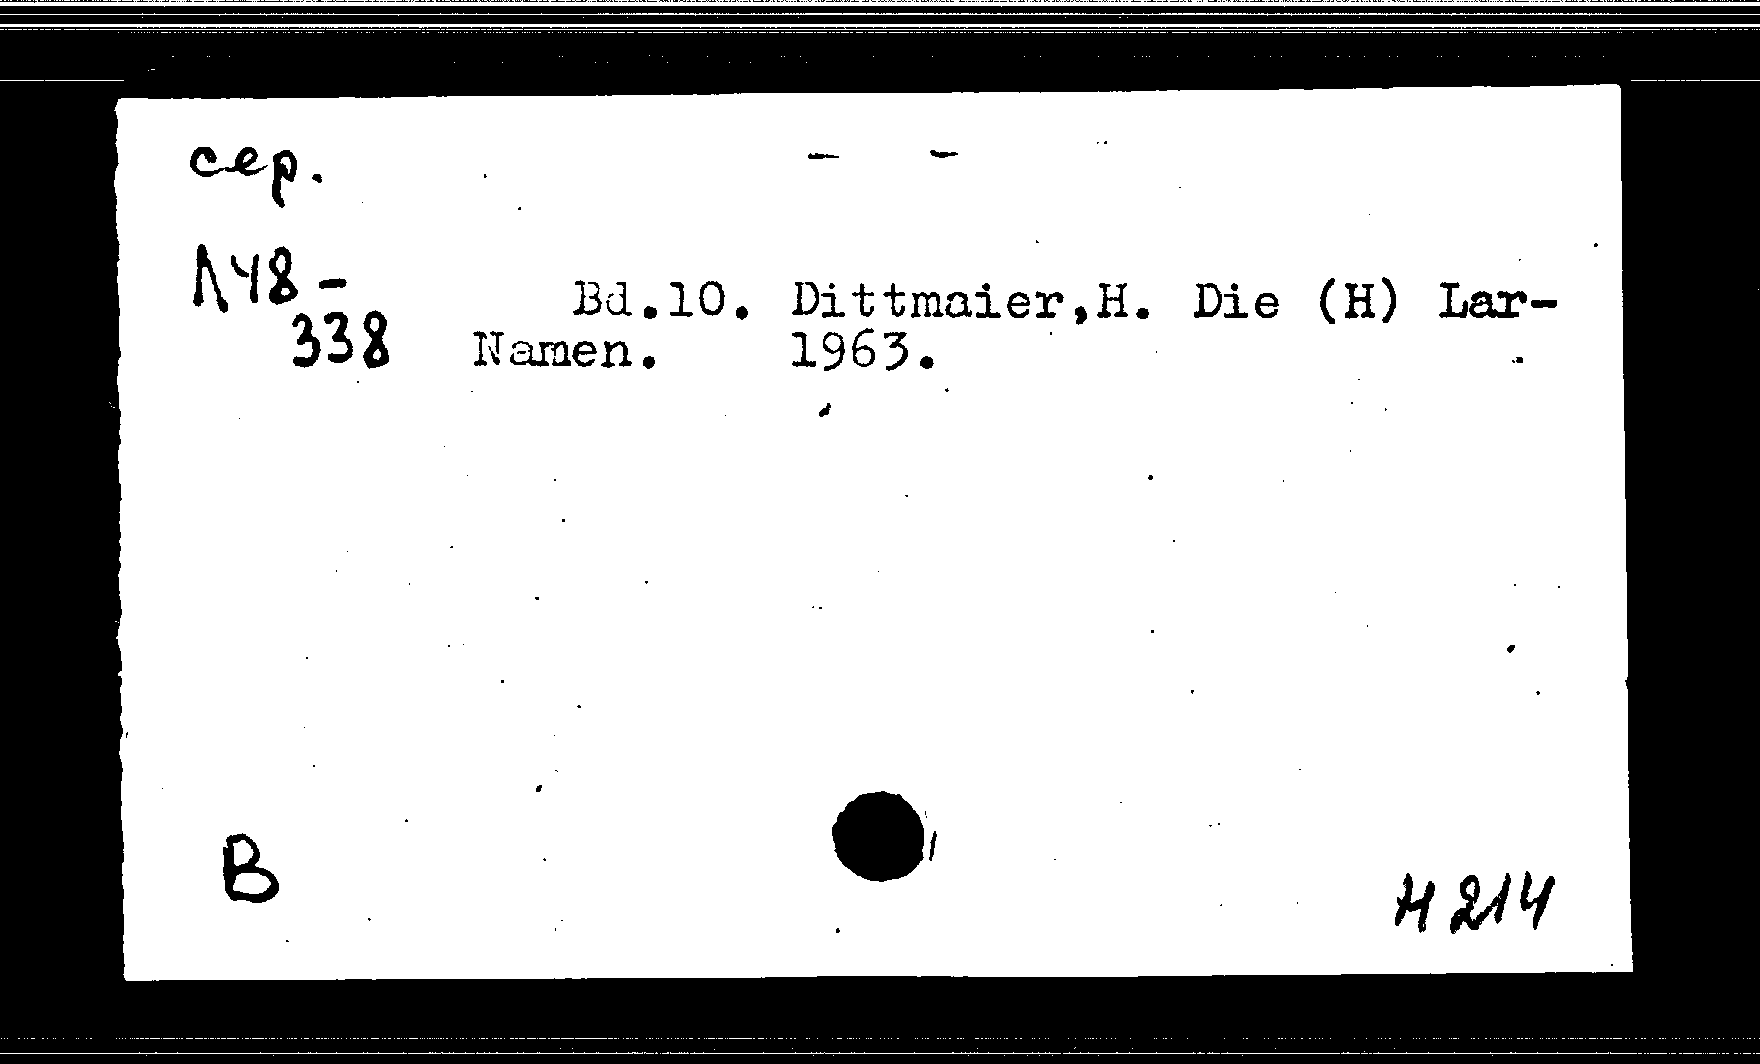 сер.
– –
Л48-
Bd.10. Dittmaier,H. Die (H) Lar-
338
Namen. 1963.
В
Н 214